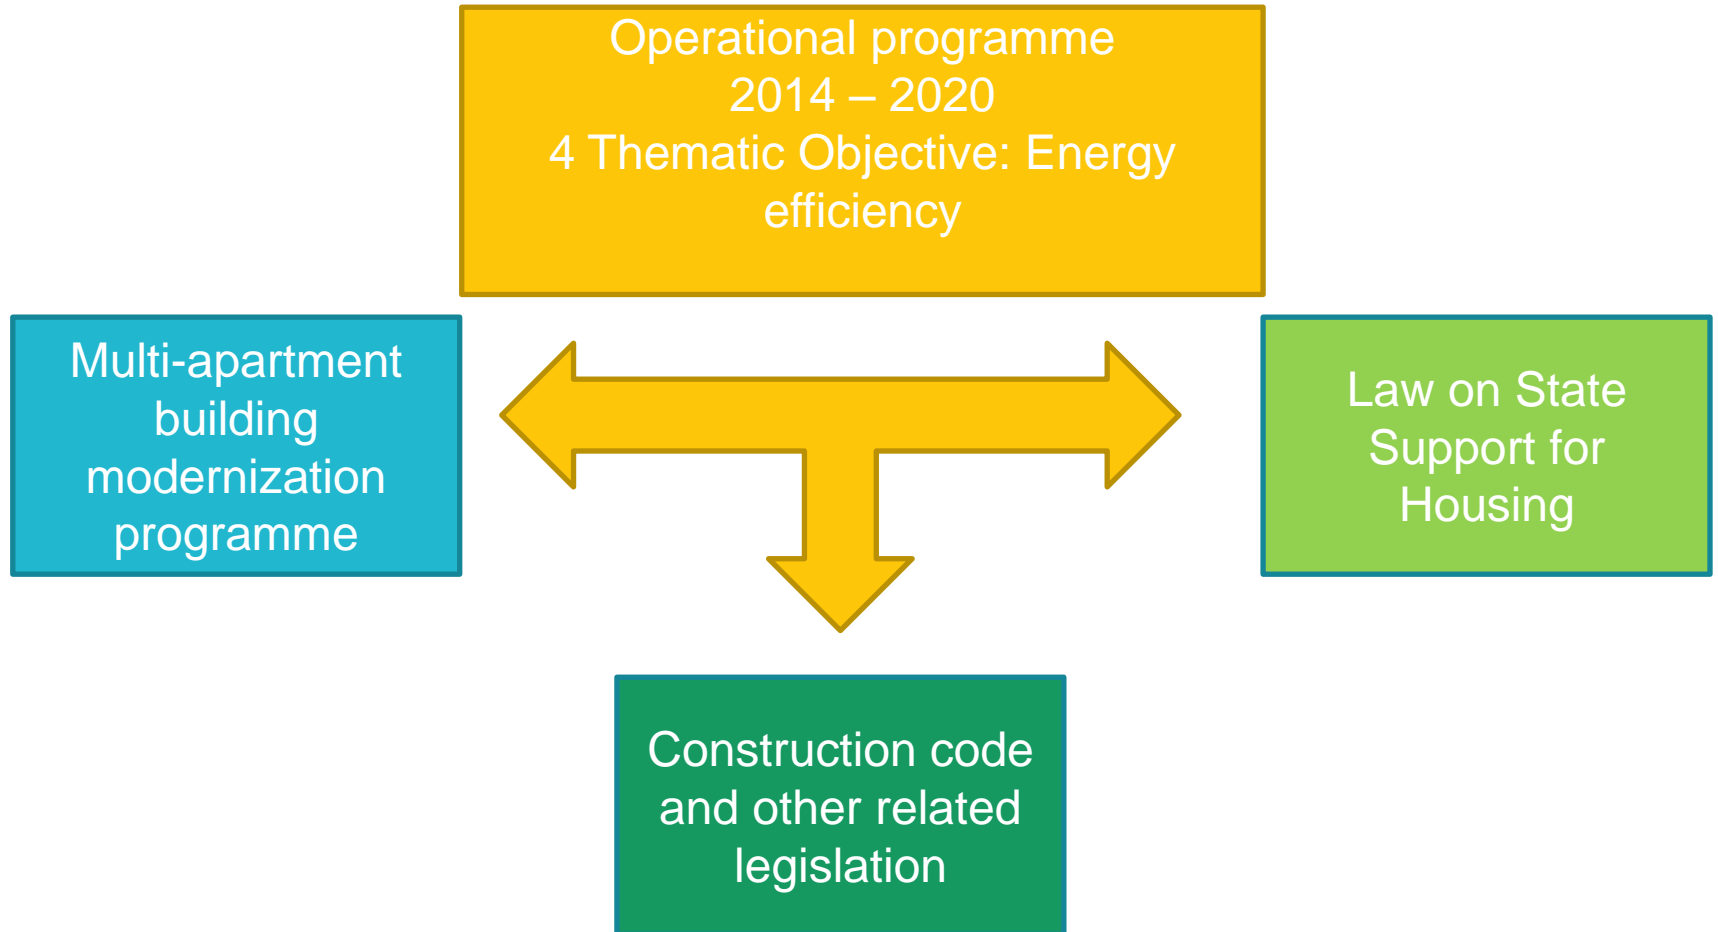 Operational programme
2014 – 2020
4 Thematic Objective: Energy
efficiency
Multi-apartment
building
modernization
programme
Law on State
Support for
Housing
Construction code
and other related
legislation